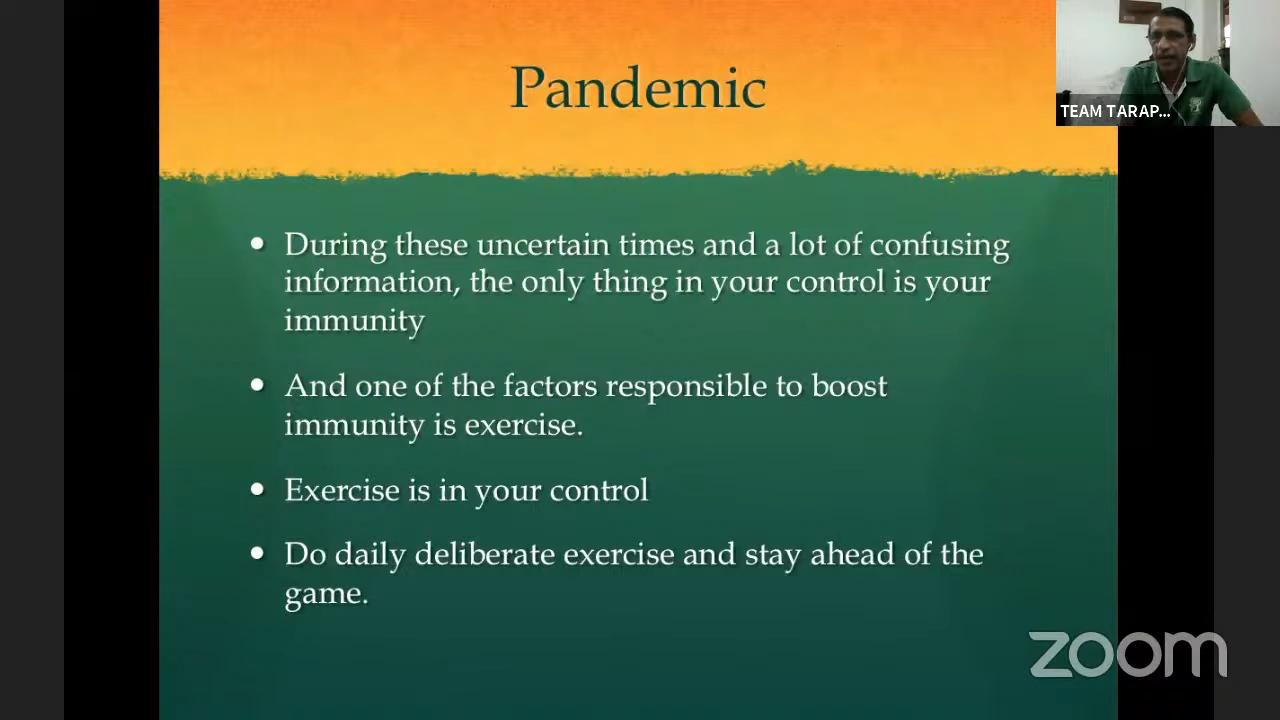 Pandemic
TEAM TARAP...
• During these uncertain times and a lot of confusing
information, the only thing in your control is your
immunity
• And one of the factors responsible to boost
immunity is exercise.
• Exercise is in your control
• Do daily deliberate exercise and stay ahead of the
game.
zoom